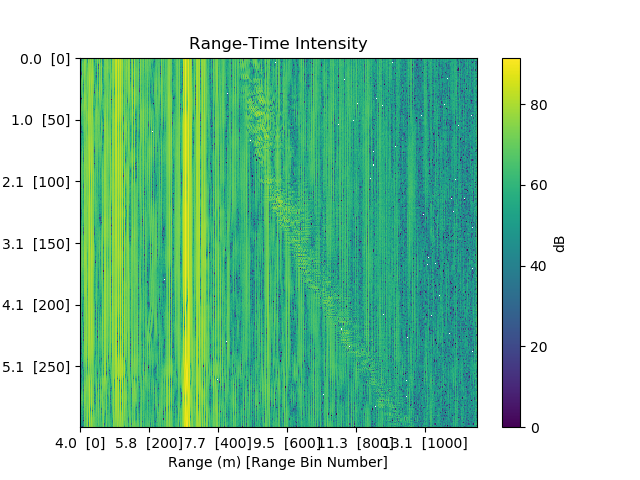 Range-Time Intensity
0.0  [0]
1.0  [50]
2.1  [100]
3.1  [150]
4.1  [200]
5.1  [250]
4.0  [0] 5.8  [200] 7.7  [400] 9.5  [600] 11.3  [800] 13.1  [1000]
Range (m) [Range Bin Number]
80
60
40
20
0
dB